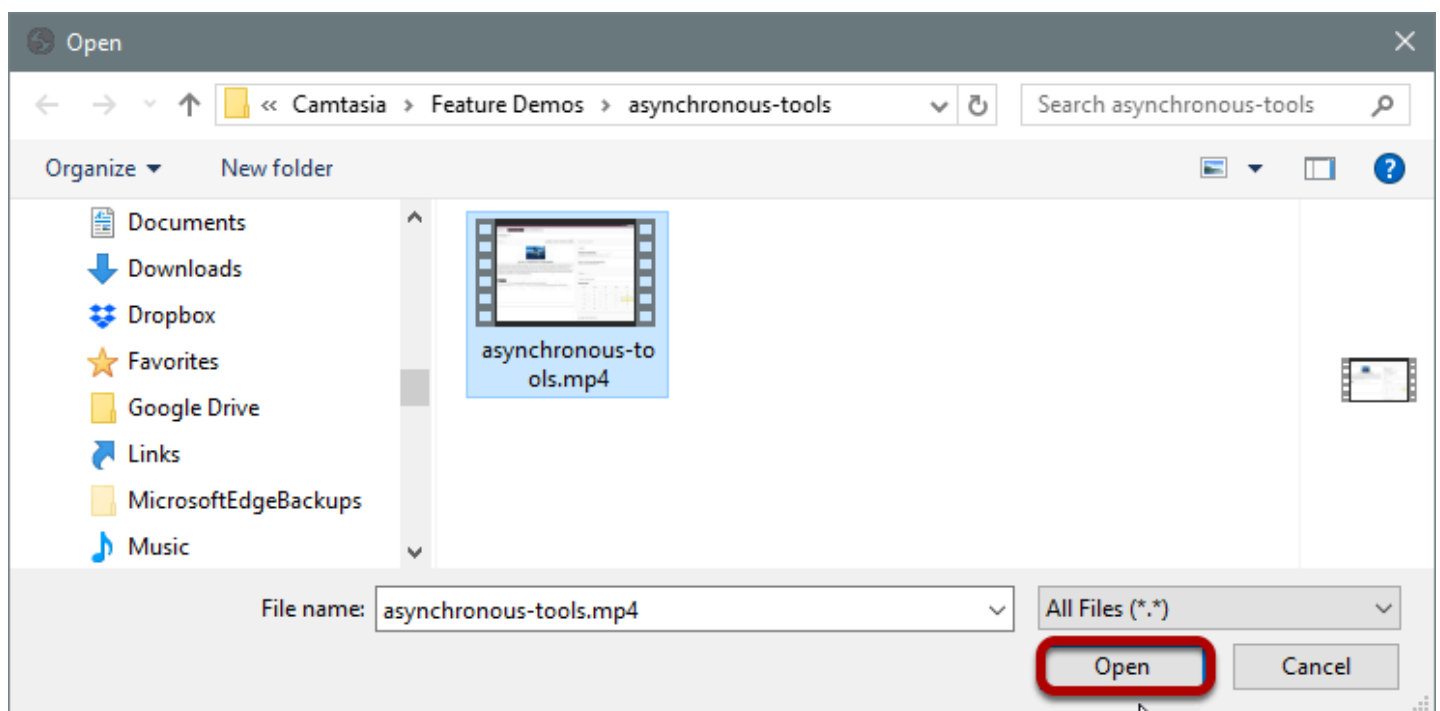 Open
« Camtasia > Feature Demos > asynchronous-tools
Search asynchronous-tools
Organize
New folder
Documents
Downloads
Dropbox
Favorites
Google Drive
Links
MicrosoftEdgeBackups
Music
asynchronous-to
ols.mp4
File name: asynchronous-tools.mp4
All Files (*.*)
Open
Cancel